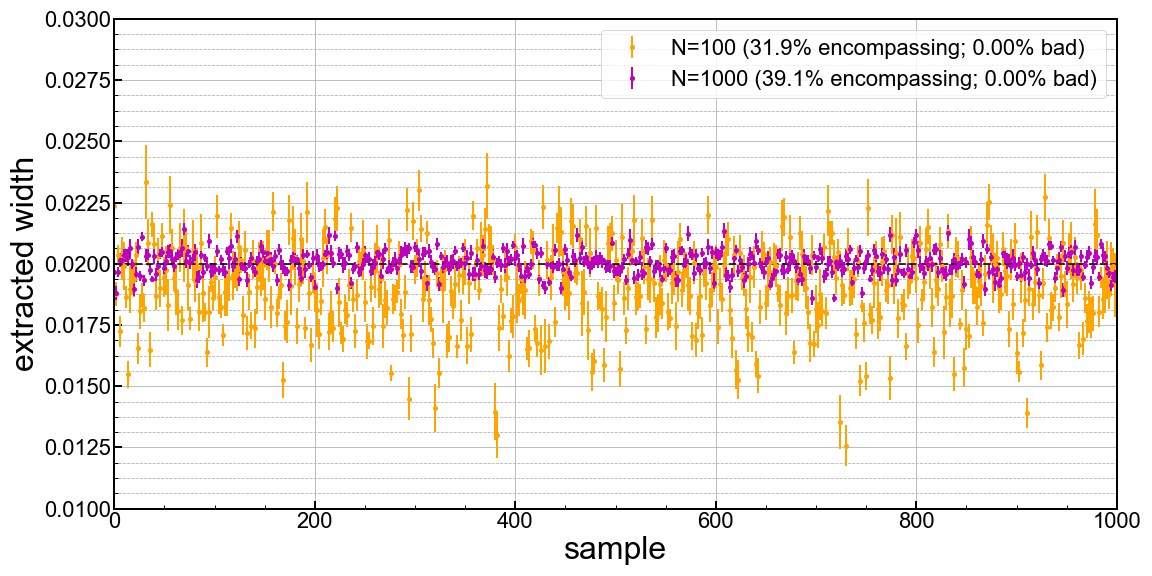 0.0300
0.0275
0.0250
0.0225
0.0200
0.0175
0.0150
0.0125
0.0100
extracted width
N=100 (31.9% encompassing; 0.00% bad)
N=1000 (39.1% encompassing; 0.00% bad)
0 200 400 600 800 1000
sample